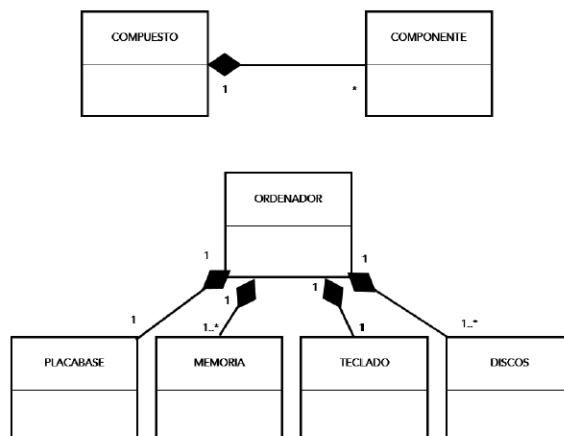 COMPUESTO COMPONENTE
1 *
ORDENADOR
1 1 1 1
1 1..* 1 1..*
PLACABASE MEMORIA TECLADO DISCOS